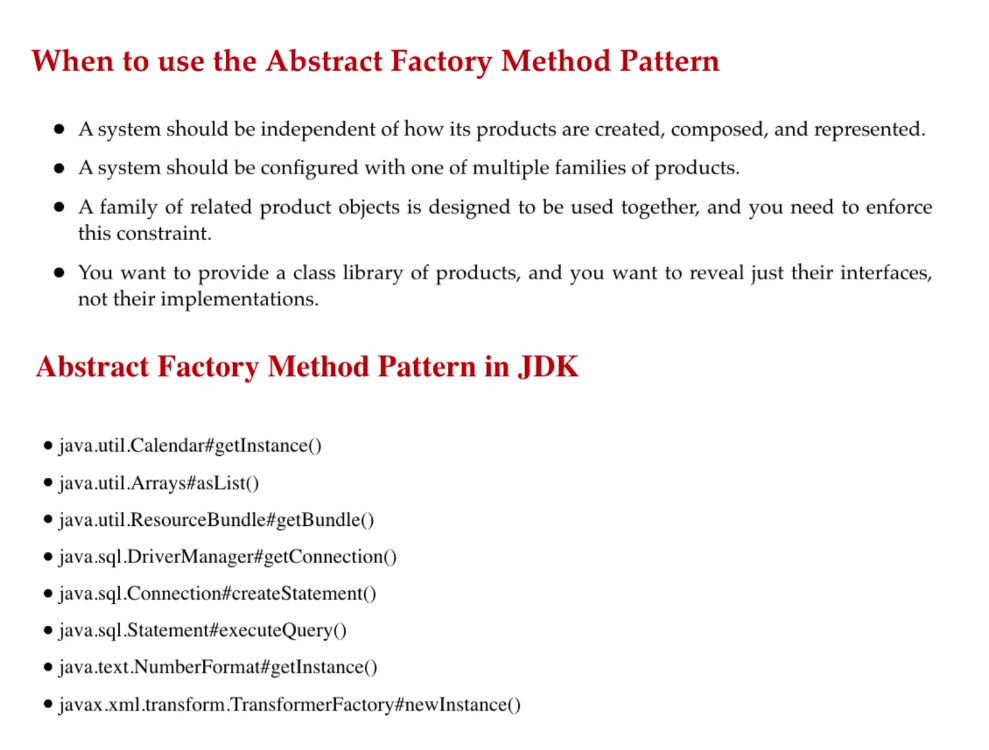 When to use the Abstract Factory Method Pattern
● A system should be independent of how its products are created, composed, and represented.
● A system should be configured with one of multiple families of products.
● A family of related product objects is designed to be used together, and you need to enforce
this constraint.
● You want to provide a class library of products, and you want to reveal just their interfaces,
not their implementations.
Abstract Factory Method Pattern in JDK
● java.util.Calendar#getInstance()
● java.util.Arrays#asList()
● java.util.ResourceBundle#getBundle()
● java.sql.DriverManager#getConnection()
● java.sql.Connection#createStatement()
● java.sql.Statement#executeQuery()
● java.text.NumberFormat#getInstance()
● javax.xml.transform.TransformerFactory#newInstance()